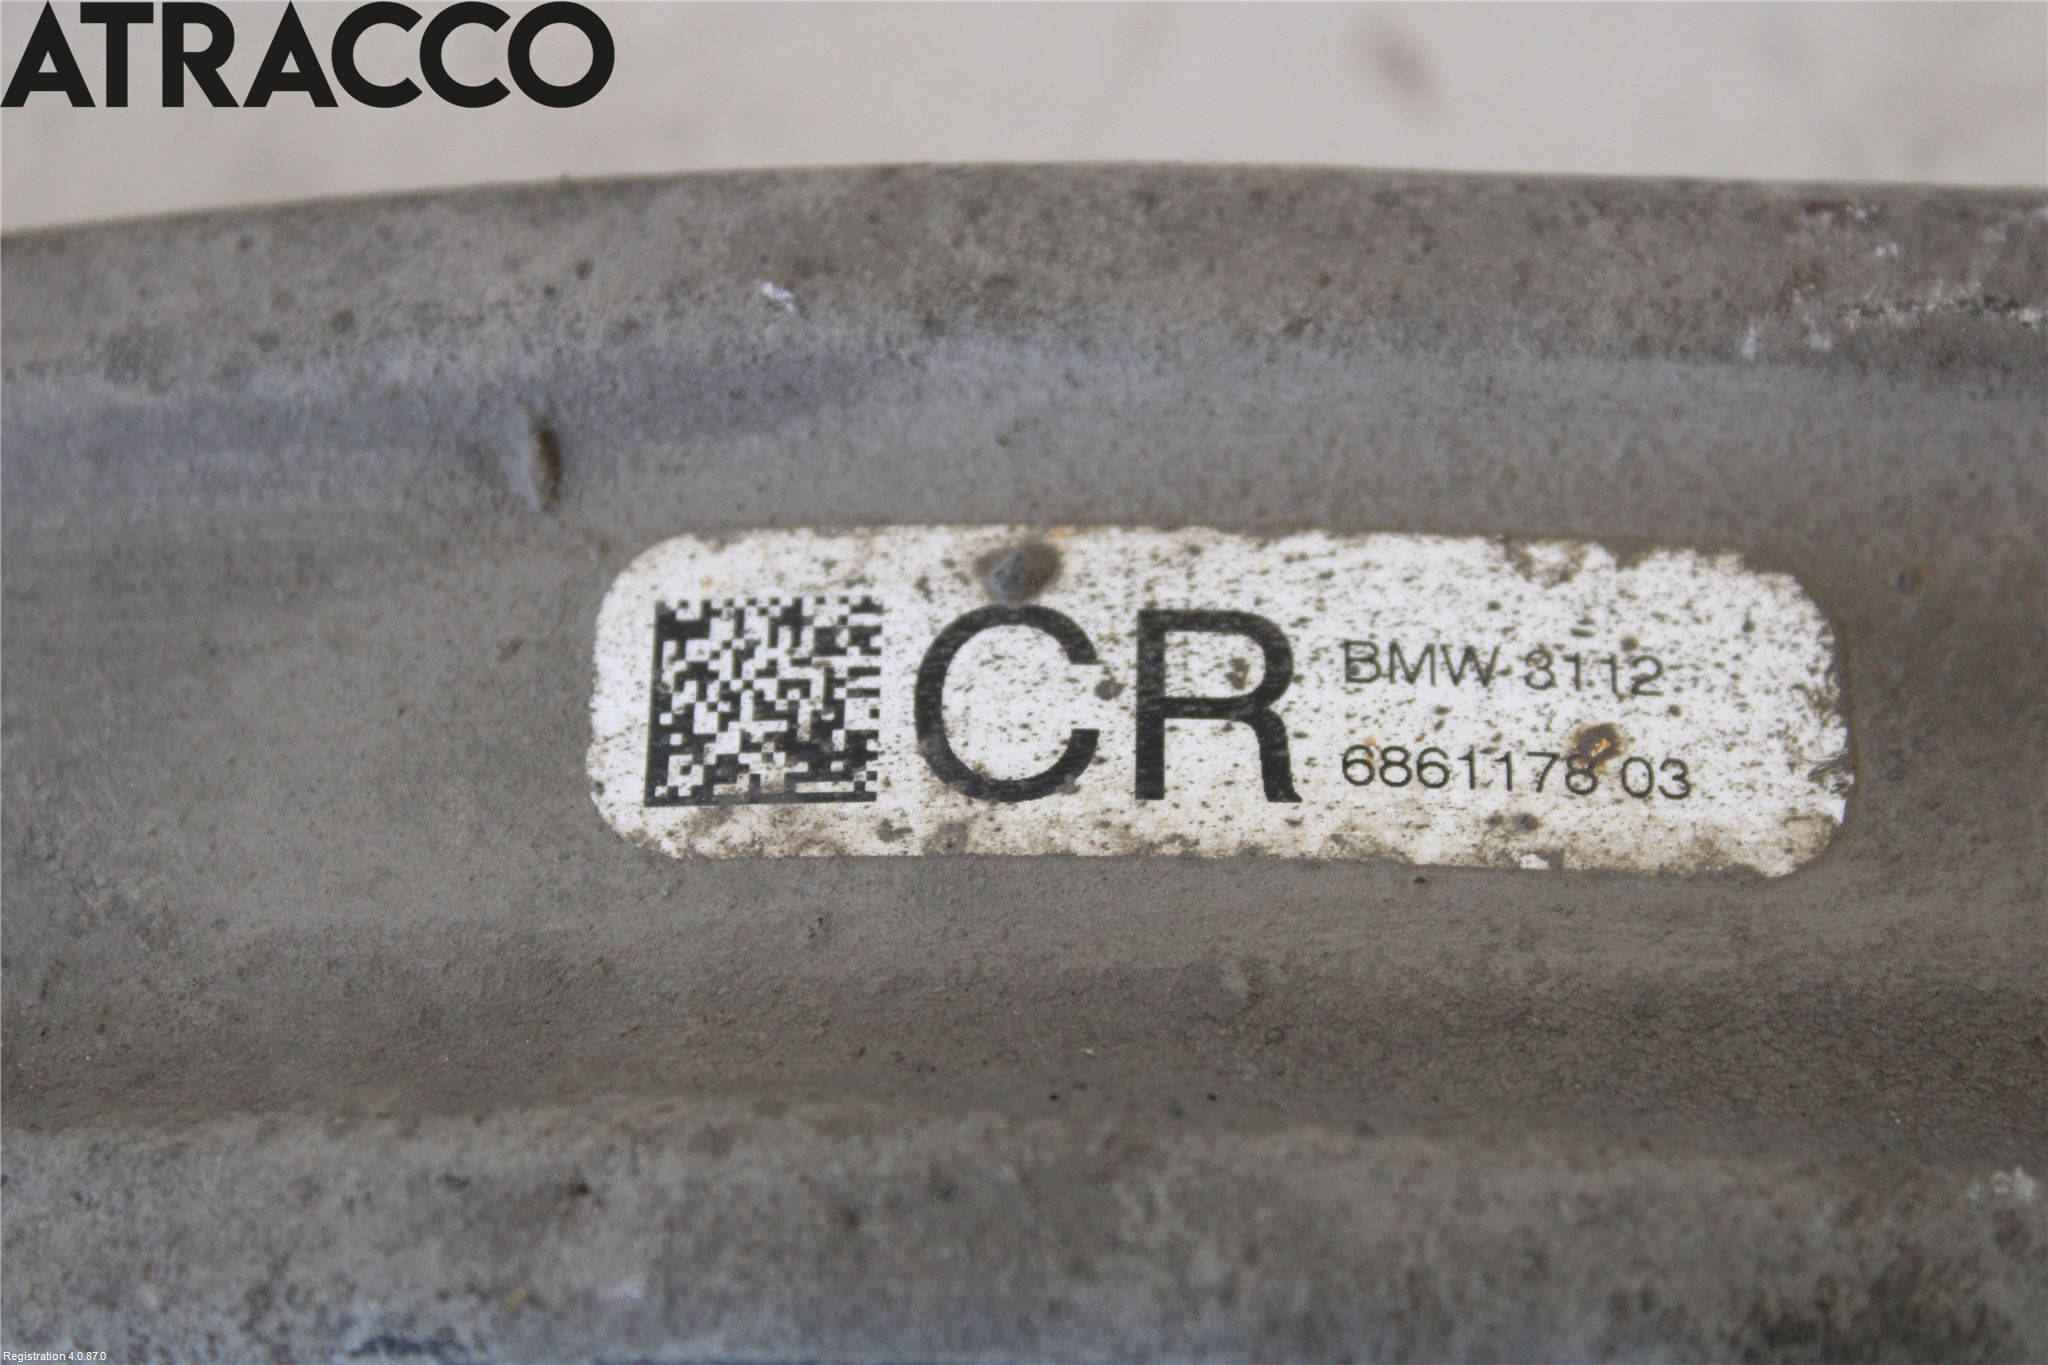 ATRACCO
CR
BMW 3112
6861178 03
Registration 4.0.87.0